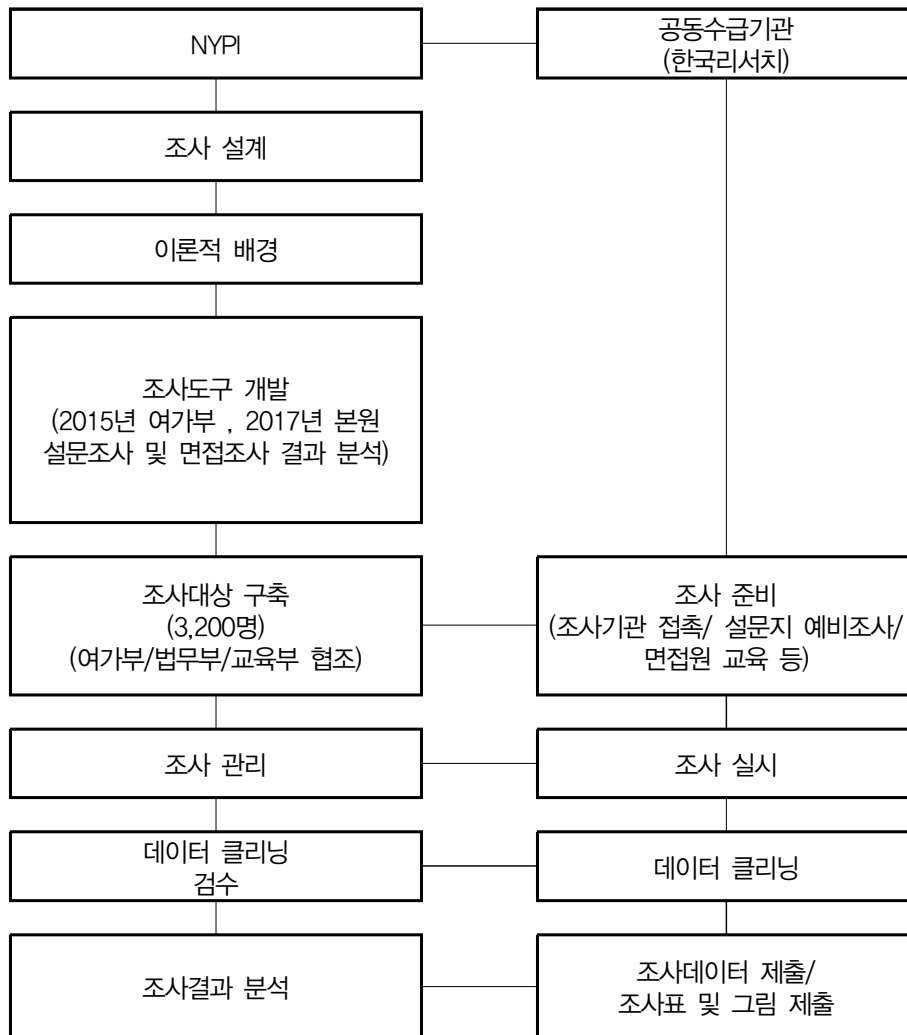 NYPI
공동수급기관
(한국리서치)
조사 설계
이론적 배경
조사도구 개발
(2015년 여가부 , 2017년 본원
설문조사 및 면접조사 결과 분석)
조사대상 구축
(3,200명)
(여가부/법무부/교육부 협조)
조사 준비
(조사기관 접촉/ 설문지 예비조사/
면접원 교육 등)
조사 관리
조사 실시
데이터 클리닝
검수
데이터 클리닝
조사결과 분석
조사데이터 제출/
조사표 및 그림 제출